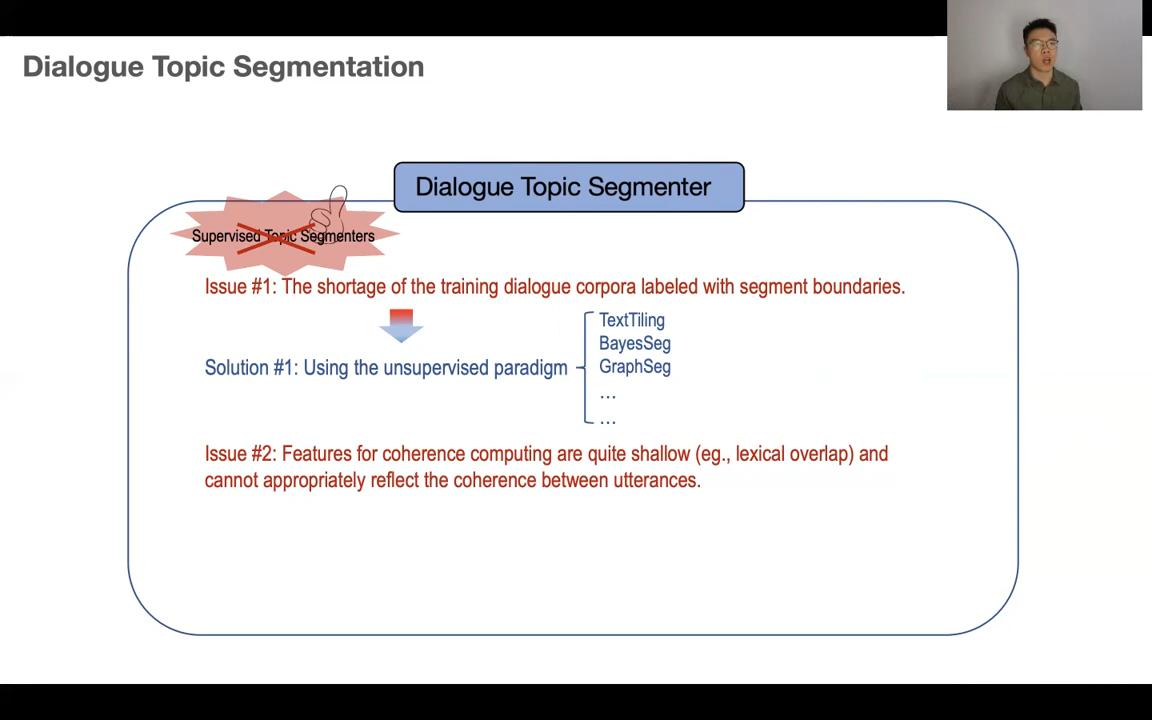 Dialogue Topic Segmentation
Dialogue Topic Segmenter
Supervised Topic Segmenters
Issue #1: The shortage of the training dialogue corpora labeled with segment boundaries.
TextTiling
BayesSeg
Solution #1: Using the unsupervised paradigm
GraphSeg
...
...
Issue #2: Features for coherence computing are quite shallow (eg., lexical overlap) and
cannot appropriately reflect the coherence between utterances.